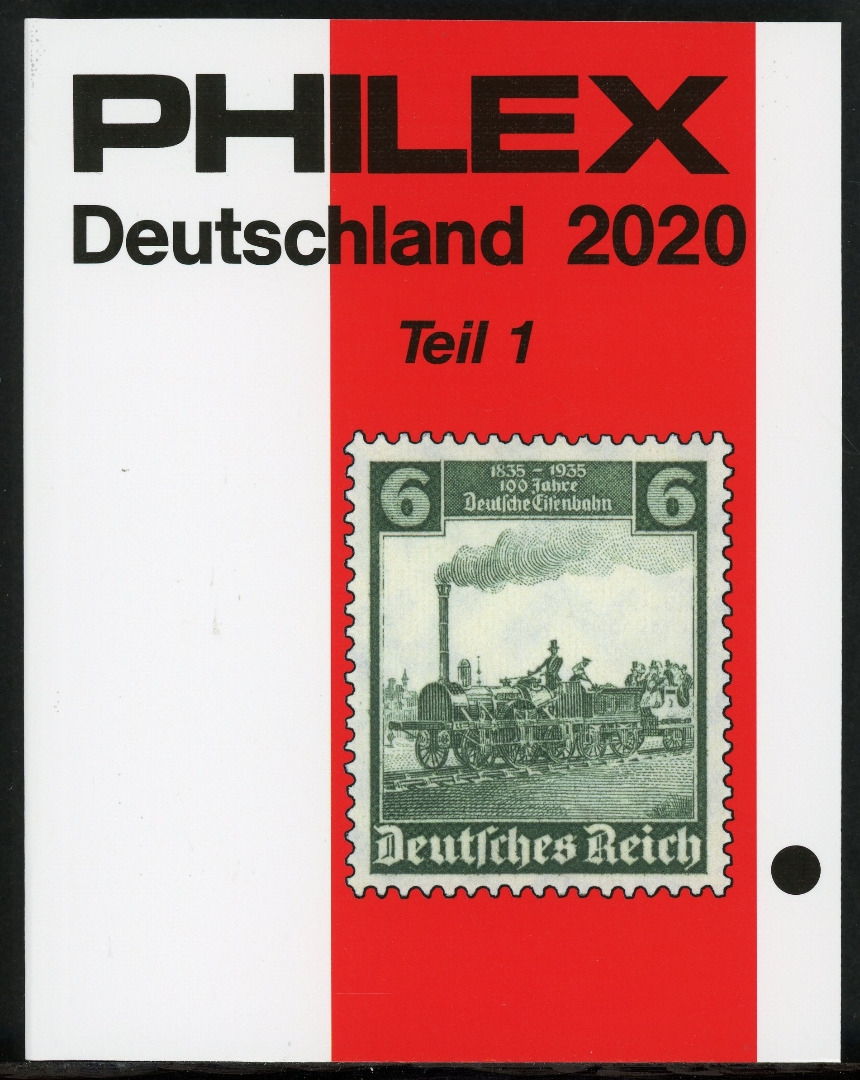 PHILEX
Deutschland 2020
Teil 1
6
1835 – 1935
100 Jahre
Deutsche Eisenbahn
6
Deutsches Reich